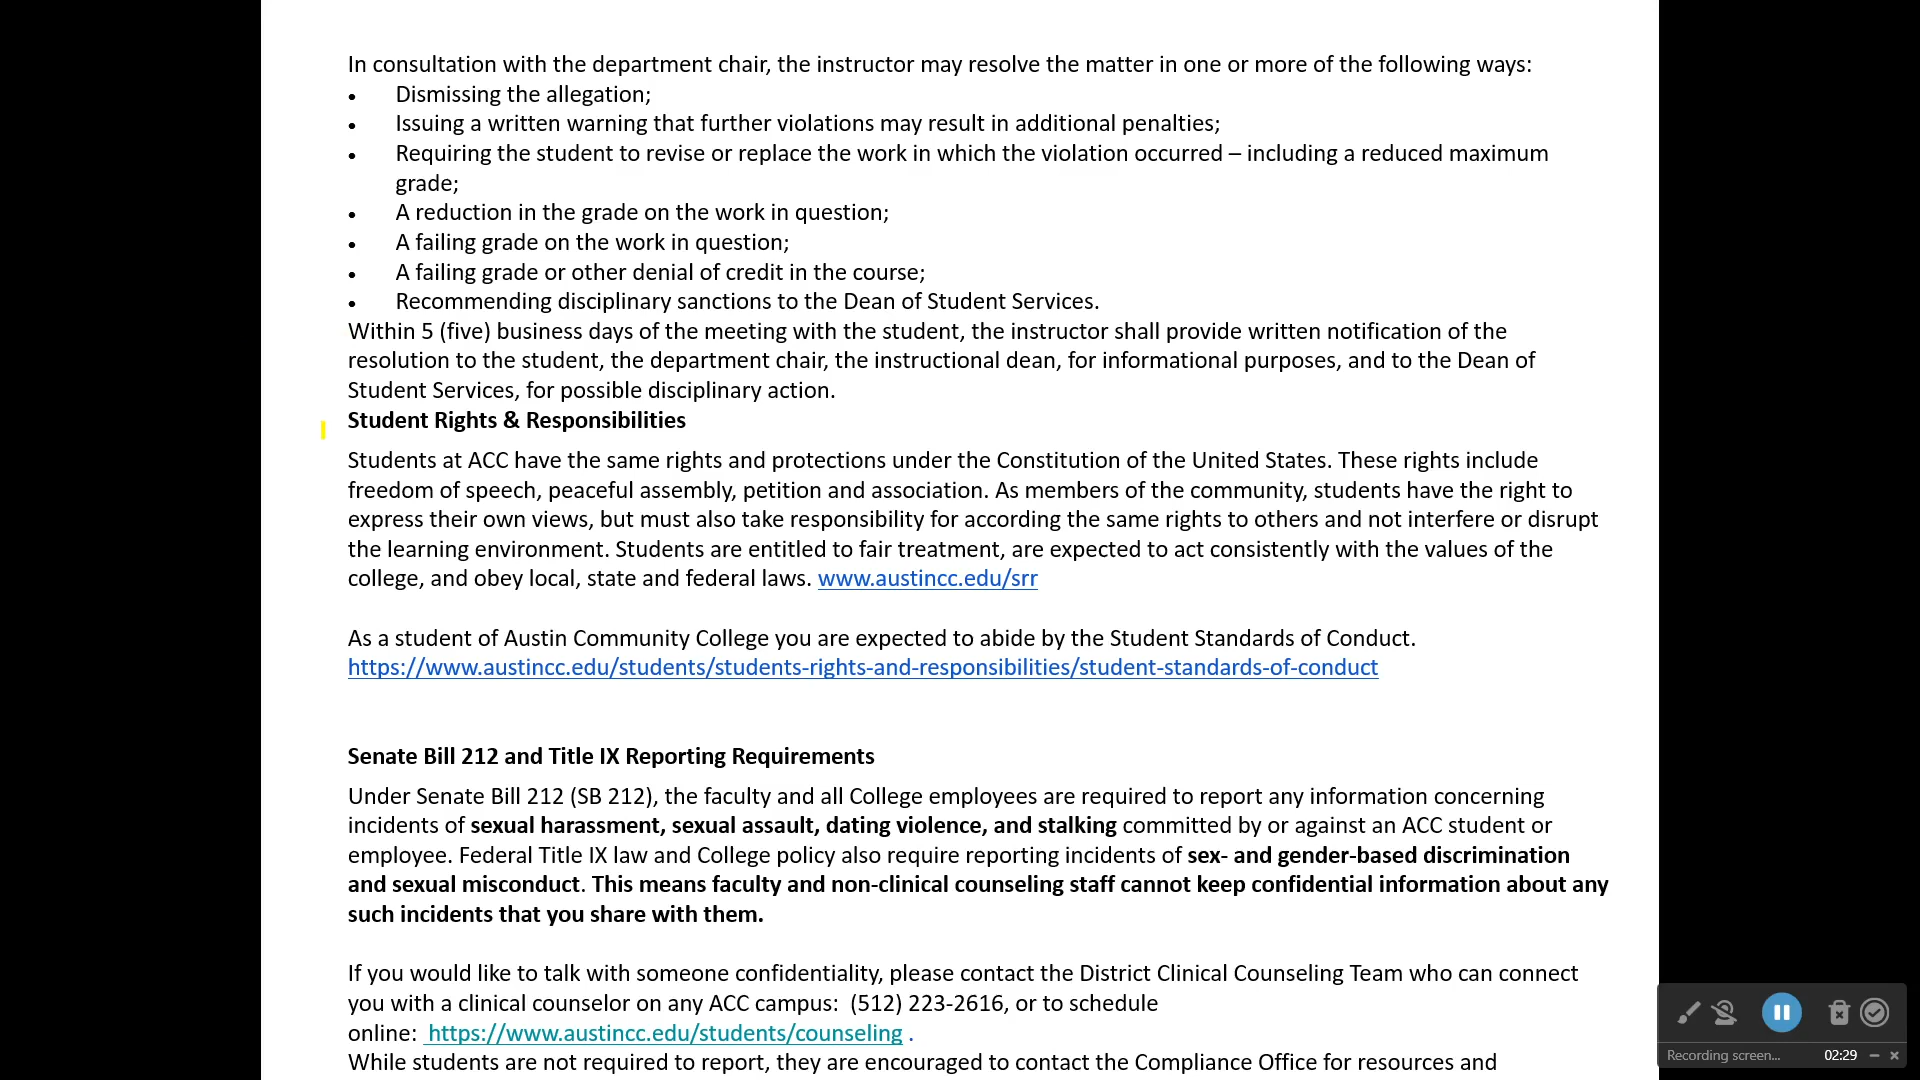 In consultation with the department chair, the instructor may resolve the matter in one or more of the following ways:
• Dismissing the allegation;
• Issuing a written warning that further violations may result in additional penalties;
• Requiring the student to revise or replace the work in which the violation occurred – including a reduced maximum
grade;
• A reduction in the grade on the work in question;
• A failing grade on the work in question;
• A failing grade or other denial of credit in the course;
• Recommending disciplinary sanctions to the Dean of Student Services.
Within 5 (five) business days of the meeting with the student, the instructor shall provide written notification of the
resolution to the student, the department chair, the instructional dean, for informational purposes, and to the Dean of
Student Services, for possible disciplinary action.
Student Rights & Responsibilities
Students at ACC have the same rights and protections under the Constitution of the United States. These rights include
freedom of speech, peaceful assembly, petition and association. As members of the community, students have the right to
express their own views, but must also take responsibility for according the same rights to others and not interfere or disrupt
the learning environment. Students are entitled to fair treatment, are expected to act consistently with the values of the
college, and obey local, state and federal laws. www.austincc.edu/srr
As a student of Austin Community College you are expected to abide by the Student Standards of Conduct.
https://www.austincc.edu/students/students-rights-and-responsibilities/student-standards-of-conduct
Senate Bill 212 and Title IX Reporting Requirements
Under Senate Bill 212 (SB 212), the faculty and all College employees are required to report any information concerning
incidents of sexual harassment, sexual assault, dating violence, and stalking committed by or against an ACC student or
employee. Federal Title IX law and College policy also require reporting incidents of sex- and gender-based discrimination
and sexual misconduct. This means faculty and non-clinical counseling staff cannot keep confidential information about any
such incidents that you share with them.
If you would like to talk with someone confidentiality, please contact the District Clinical Counseling Team who can connect
you with a clinical counselor on any ACC campus: (512) 223-2616, or to schedule
online: https://www.austincc.edu/students/counseling .
While students are not required to report, they are encouraged to contact the Compliance Office for resources and
Recording screen... 02:29